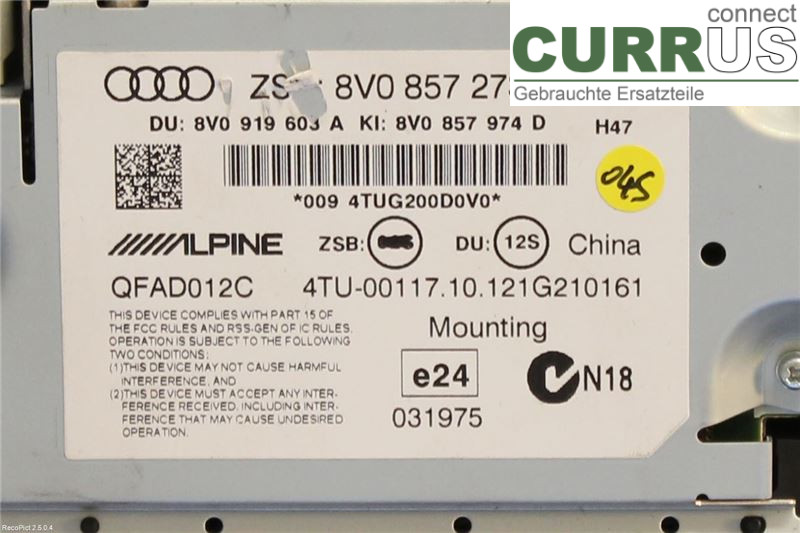 connect
CURRUS
Gebrauchte Ersatzteile
8V0 857
DU: 8V0 919 603 A KI: 8V0 857 974 D H47
045
*009 4TUG200D0V0*
ALPINE ZSB: DU: 12S China
QFAD012C 4TU-00117.10.121G210161
THIS DEVICE COMPLIES WITH PART 15 OF
THE FCC RULES AND RSS-GEN OF IC RULES.
OPERATION IS SUBJECT TO THE FOLLOWING
TWO CONDITIONS:
(1)THIS DEVICE MAY NOT CAUSE HARMFUL
INTERFERENCE, AND
(2)THIS DEVICE MUST ACCEPT ANY INTER-
FERENCE RECEIVED, INCLUDING INTER-
FERENCE THAT MAY CAUSE UNDESIRED
OPERATION.
Mounting
e24
N18
031975
RecoPict 2.5.0.4